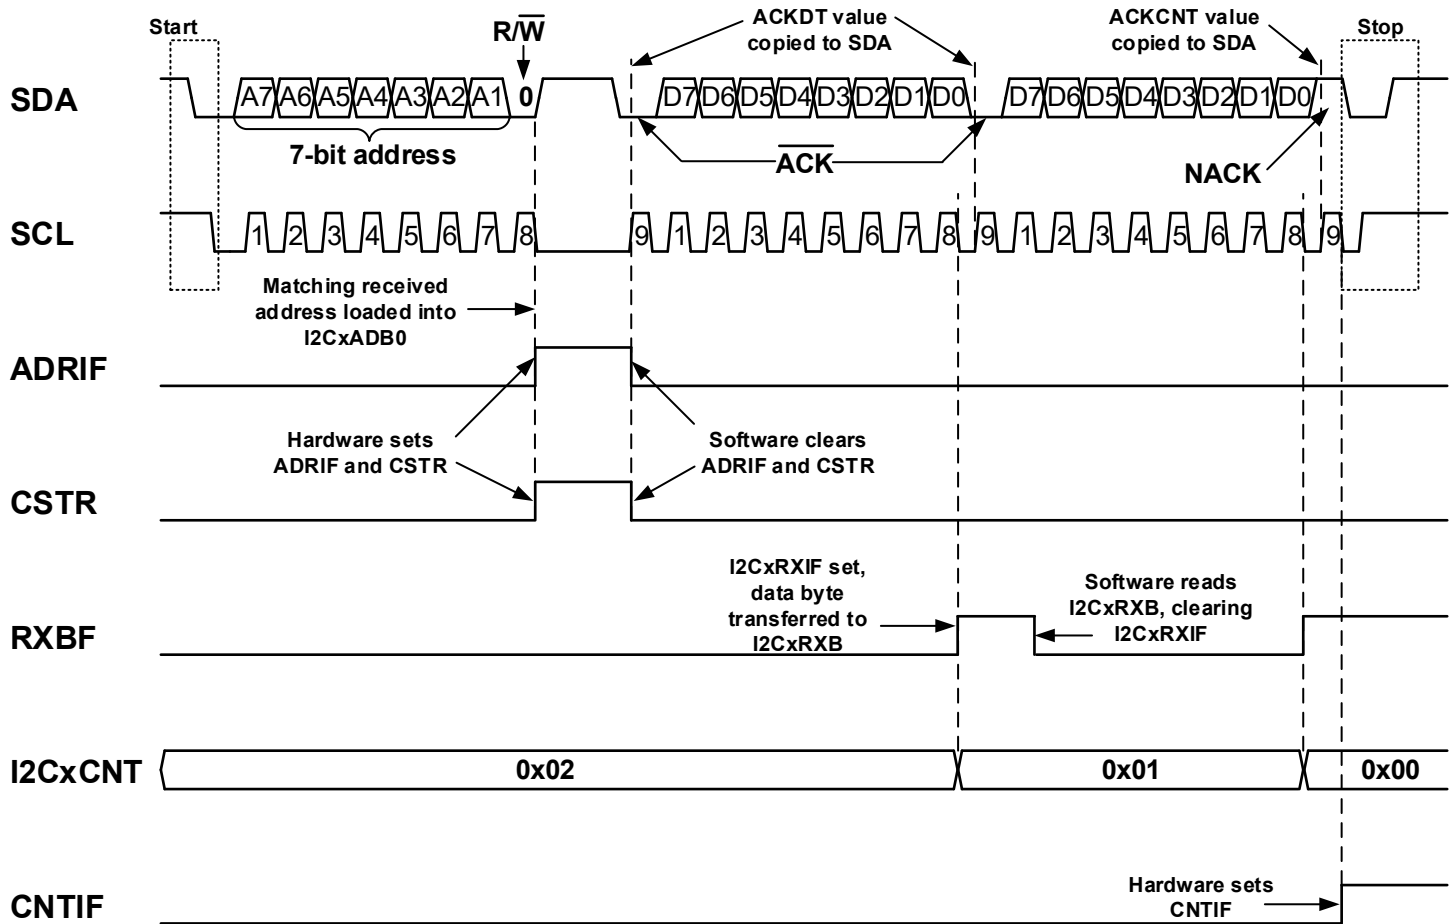 Start
R/W
ACKDT value
copied to SDA
ACKCNT value
copied to SDA
Stop
SDA
A7 A6 A5 A4 A3 A2 A1 0 D7 D6 D5 D4 D3 D2 D1 D0 D7 D6 D5 D4 D3 D2 D1 D0
7-bit address
ACK
NACK
SCL
1 2 3 4 5 6 7 8 9 1 2 3 4 5 6 7 8 9 1 2 3 4 5 6 7 8 9
Matching received
address loaded into
I2CxADB0
ADRIF
Hardware sets
ADRIF and CSTR
Software clears
ADRIF and CSTR
CSTR
I2CxRXIF set,
data byte
transferred to
I2CxRXB
Software reads
I2CxRXB, clearing
I2CxRXIF
RXBF
I2CxCNT
0x02 0x01 0x00
Hardware sets
CNTIF
CNTIF